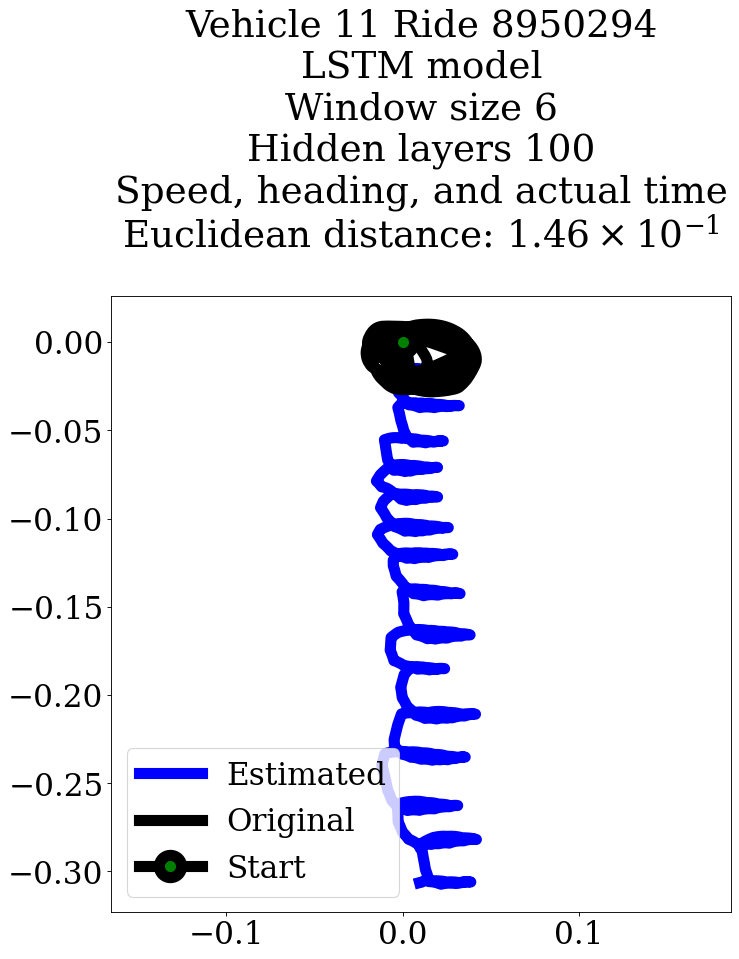 Vehicle 11 Ride 8950294
LSTM model
Window size 6
Hidden layers 100
Speed, heading, and actual time
Euclidean distance: 1.46 × 10⁻¹
0.00
−0.05
−0.10
−0.15
−0.20
−0.25
−0.30
Estimated
Original
Start
−0.1 0.0 0.1